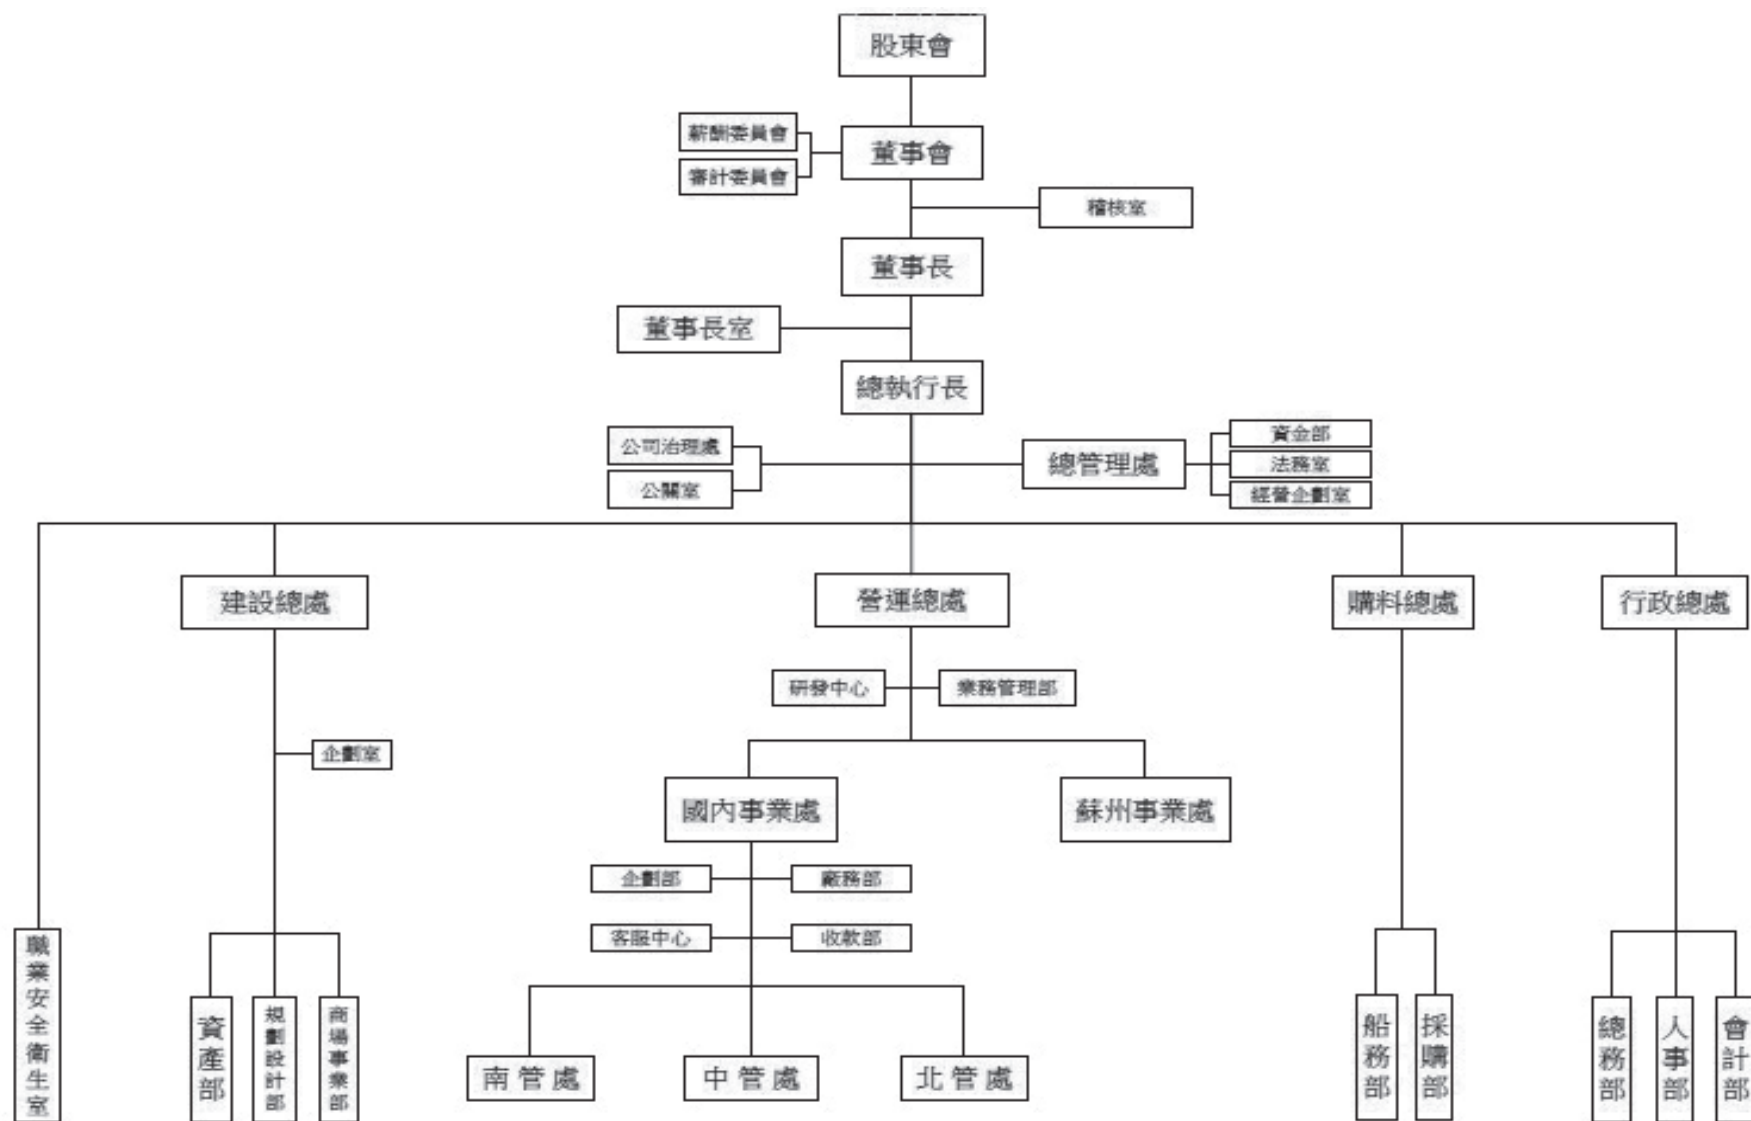 股東會
薪酬委員會
董事會
審計委員會
稽核室
董事長
董事長室
總執行長
公司治理處
總管理處
資金部
法務室
公關室
經營企劃室
建設總處
營運總處
購料總處
行政總處
研發中心
業務管理部
企劃室
國內事業處
蘇州事業處
企劃部
廠務部
客服中心
收款部
職業安全衛生室
資產部
規劃設計部
商場事業部
南管處
中管處
北管處
船務部
採購部
總務部
人事部
會計部